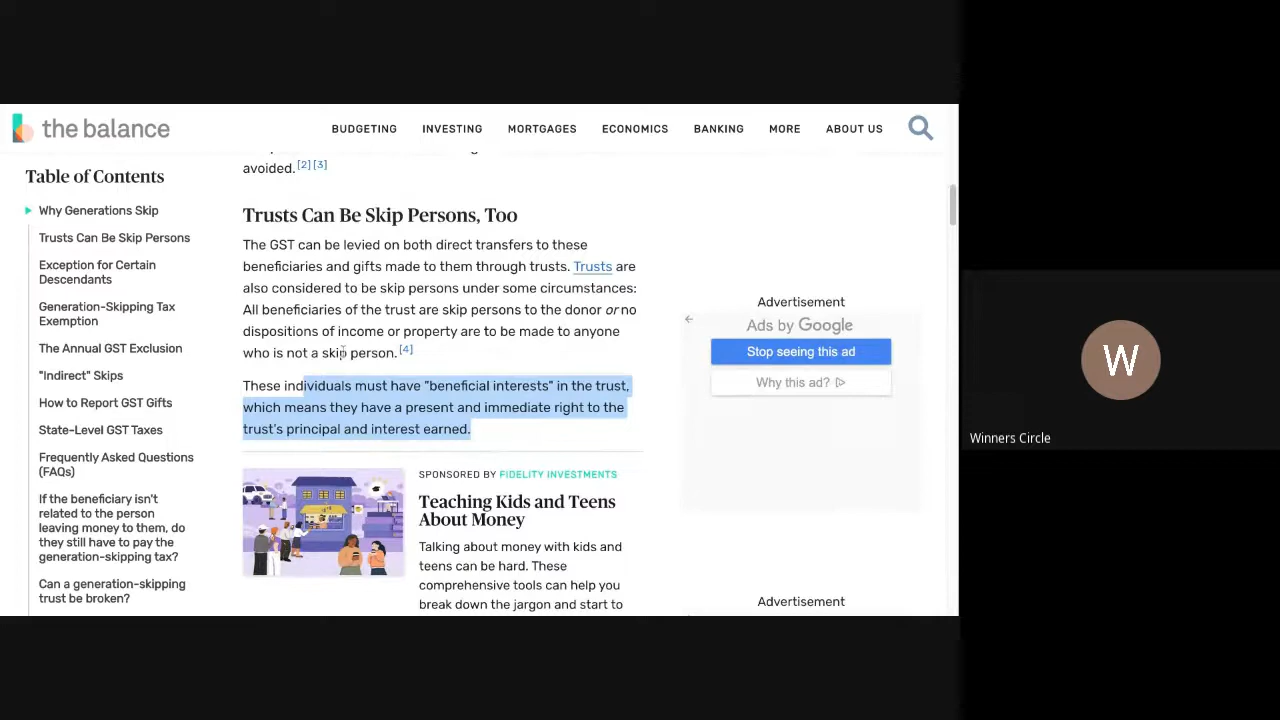 the balance
BUDGETING INVESTING MORTGAGES ECONOMICS BANKING MORE ABOUT US
Table of Contents
Why Generations Skip
Trusts Can Be Skip Persons
Exception for Certain
Descendants
Generation-Skipping Tax
Exemption
The Annual GST Exclusion
"Indirect" Skips
How to Report GST Gifts
State-Level GST Taxes
Frequently Asked Questions
(FAQs)
If the beneficiary isn't
related to the person
leaving money to them, do
they still have to pay the
generation-skipping tax?
Can a generation-skipping
trust be broken?
avoided. [2] [3]
Trusts Can Be Skip Persons, Too
The GST can be levied on both direct transfers to these
beneficiaries and gifts made to them through trusts. Trusts are
also considered to be skip persons under some circumstances:
All beneficiaries of the trust are skip persons to the donor or no
dispositions of income or property are to be made to anyone
who is not a skip person. [4]
These individuals must have "beneficial interests" in the trust,
which means they have a present and immediate right to the
trust's principal and interest earned.
SPONSORED BY FIDELITY INVESTMENTS
Teaching Kids and Teens
About Money
Talking about money with kids and
teens can be hard. These
comprehensive tools can help you
break down the jargon and start to
Advertisement
Ads by Google
Stop seeing this ad
Why this ad?
Advertisement
W
Winners Circle